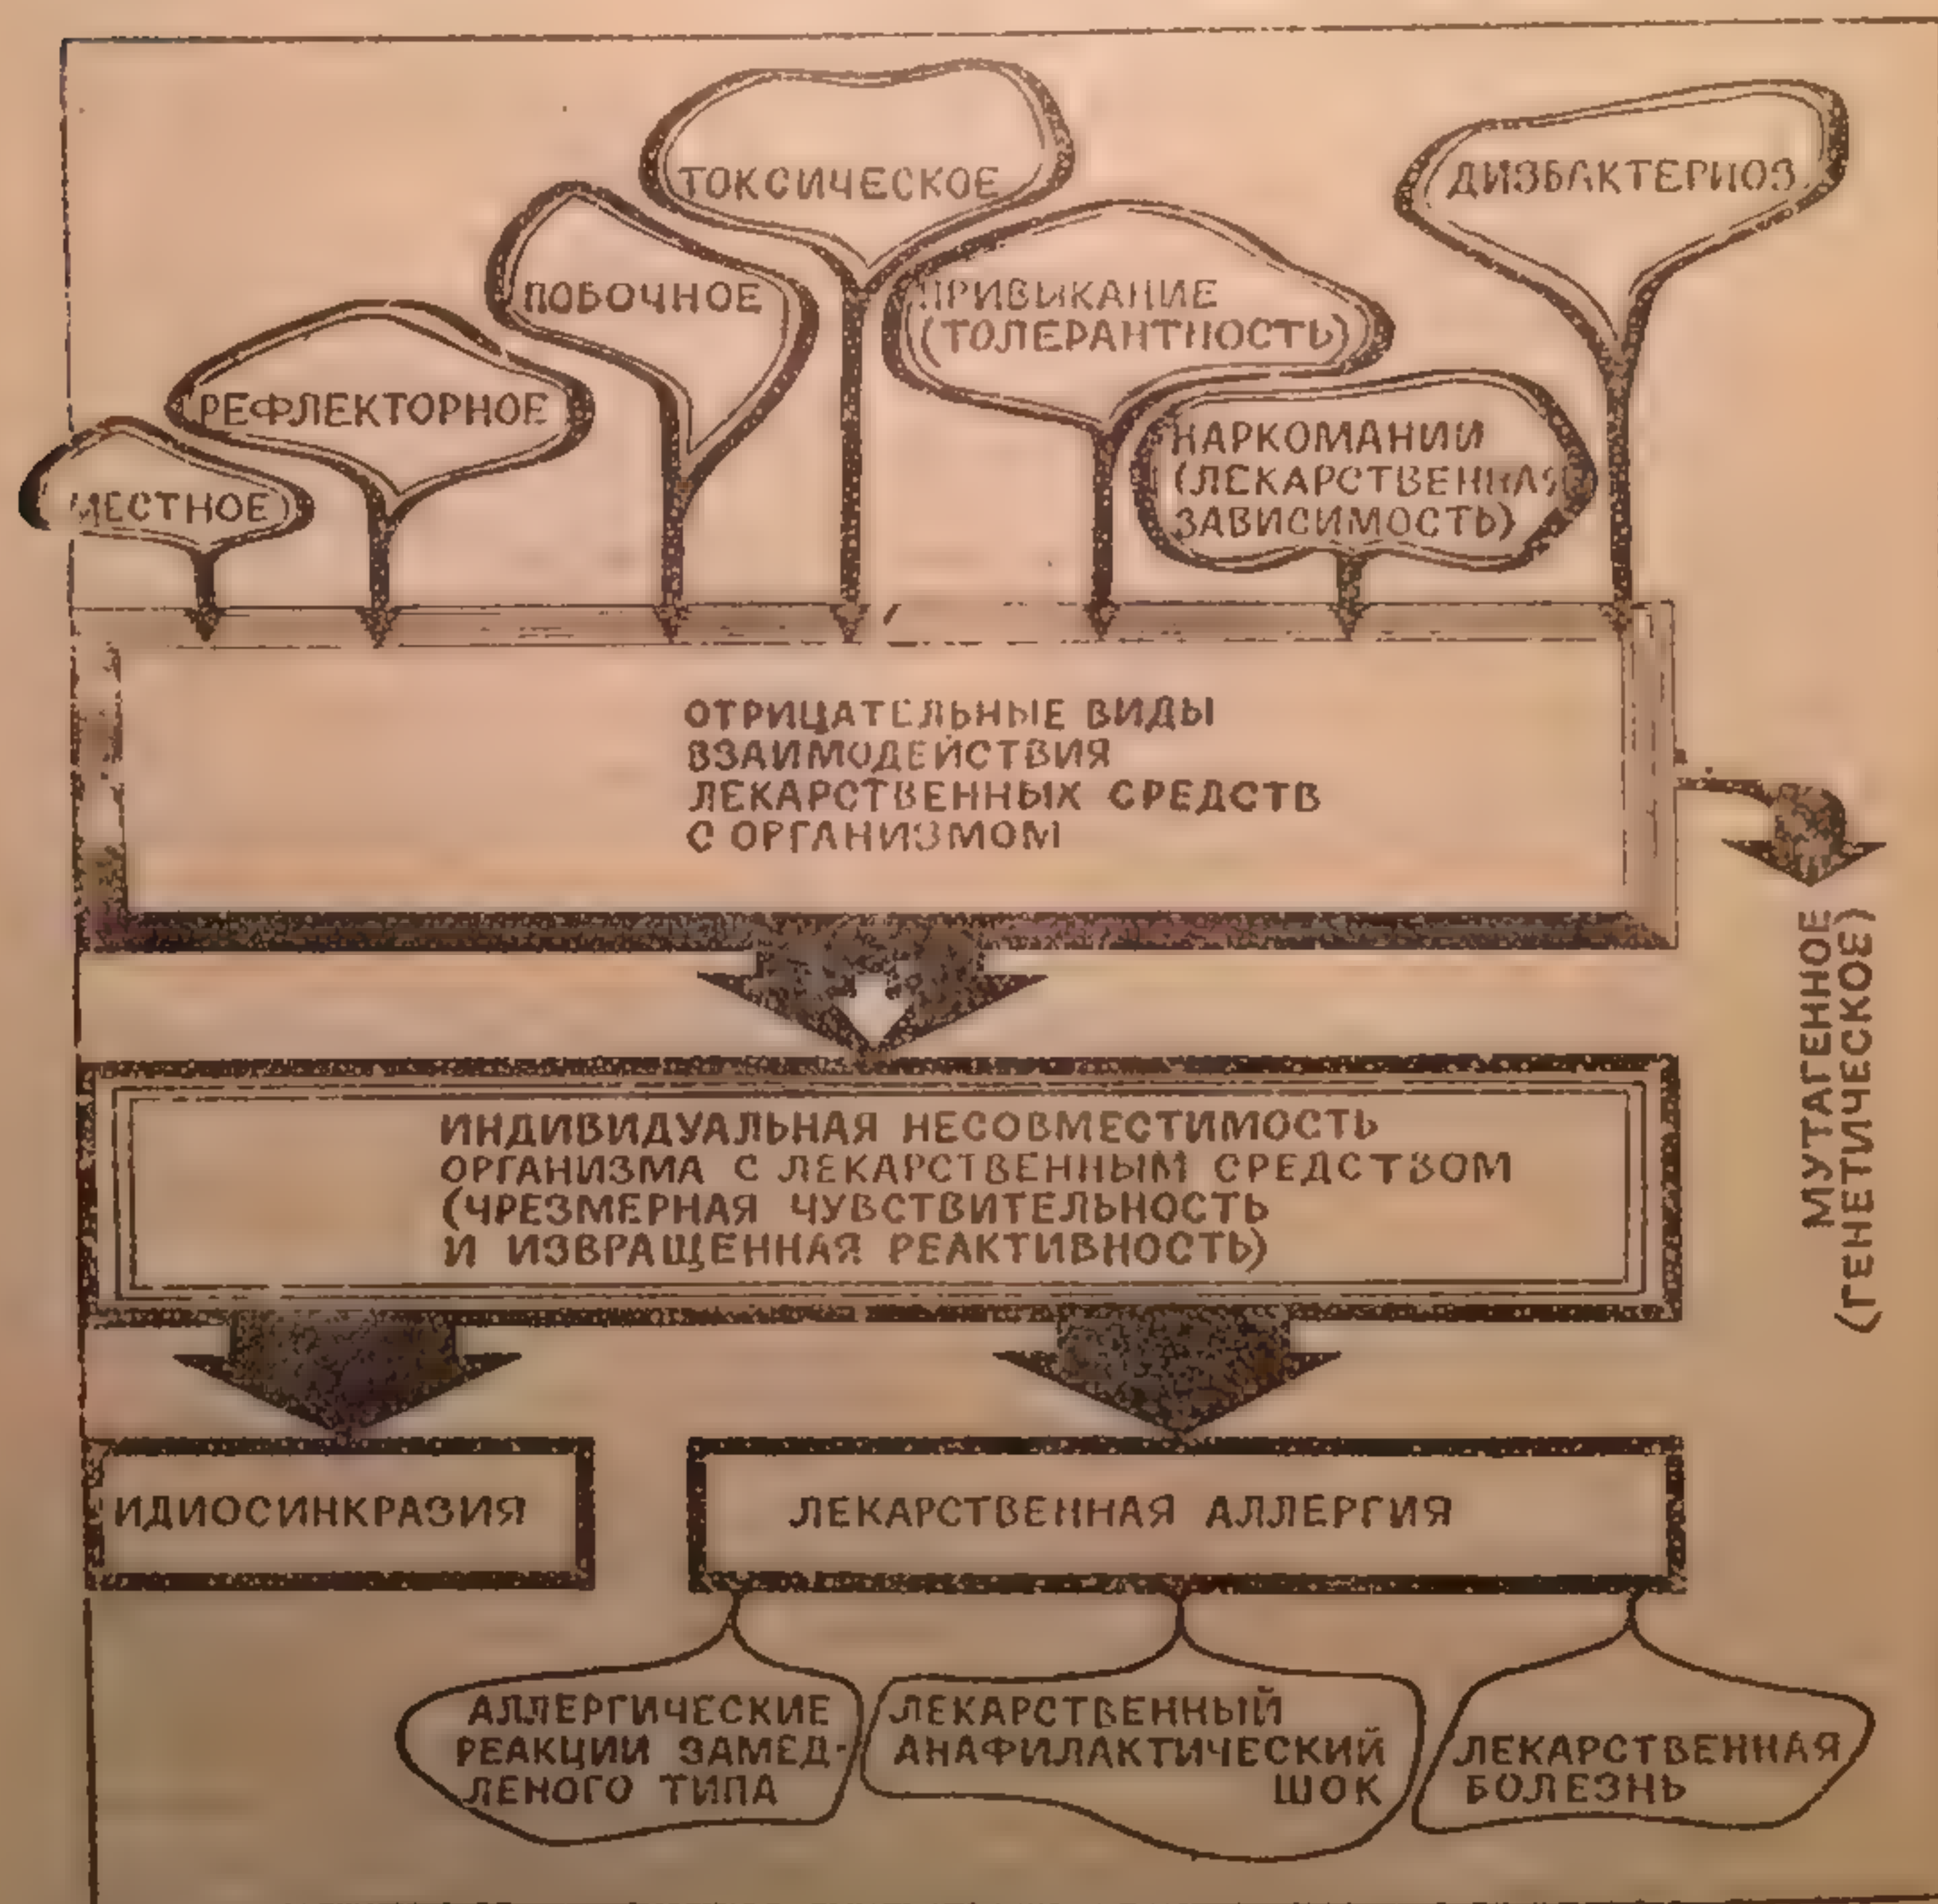 ТОКСИЧЕСКОЕ
ДИЗБАКТЕРИОЗ
ПОБОЧНОЕ
ПРИВЫКАНИЕ
(ТОЛЕРАНТНОСТЬ)
РЕФЛЕКТОРНОЕ
НАРКОМАНИИ
(ЛЕКАРСТВЕННАЯ
ЗАВИСИМОСТЬ)
МЕСТНОЕ
ОТРИЦАТЕЛЬНЫЕ ВИДЫ
ВЗАИМОДЕЙСТВИЯ
ЛЕКАРСТВЕННЫХ СРЕДСТВ
С ОРГАНИЗМОМ
МУТАГЕННОЕ
(ГЕНЕТИЧЕСКОЕ)
ИНДИВИДУАЛЬНАЯ НЕСОВМЕСТИМОСТЬ
ОРГАНИЗМА С ЛЕКАРСТВЕННЫМ СРЕДСТВОМ
(ЧРЕЗМЕРНАЯ ЧУВСТВИТЕЛЬНОСТЬ
И ИЗВРАЩЕННАЯ РЕАКТИВНОСТЬ)
ИДИОСИНКРАЗИЯ
ЛЕКАРСТВЕННАЯ АЛЛЕРГИЯ
АЛЛЕРГИЧЕСКИЕ
РЕАКЦИИ ЗАМЕД-
ЛЕНОГО ТИПА
ЛЕКАРСТВЕННЫЙ
АНАФИЛАКТИЧЕСКИЙ
ШОК
ЛЕКАРСТВЕННАЯ
БОЛЕЗНЬ